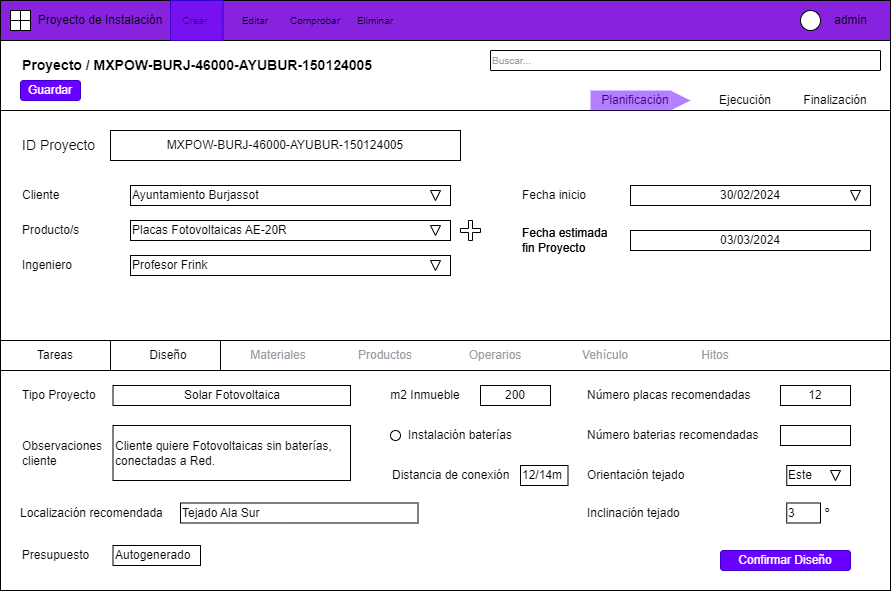 Proyecto de Instalación Crear Editar Comprobar Eliminar admin
Proyecto / MXPOW-BURJ-46000-AYUBUR-150124005
Buscar...
Guardar
Planificación Ejecución Finalización
ID Proyecto MXPOW-BURJ-46000-AYUBUR-150124005
Cliente Ayuntamiento Burjassot Fecha inicio 30/02/2024
Producto/s Placas Fotovoltaicas AE-20R
Fecha estimada
fin Proyecto
03/03/2024
Ingeniero Profesor Frink
Tareas Diseño Materiales Productos Operarios Vehículo Hitos
Tipo Proyecto Solar Fotovoltaica m2 Inmueble 200 Número placas recomendadas 12
Observaciones
cliente
Cliente quiere Fotovoltaicas sin baterías,
conectadas a Red.
Instalación baterías Número baterias recomendadas
Distancia de conexión 12/14m Orientación tejado Este
Localización recomendada Tejado Ala Sur Inclinación tejado 3 º
Presupuesto Autogenerado Confirmar Diseño